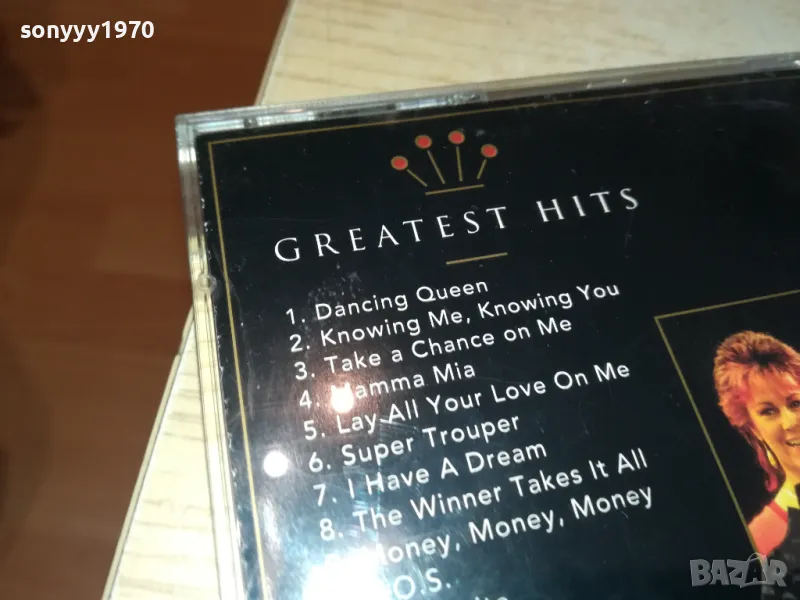 sonyyy1970
GREATEST HITS
1. Dancing Queen
2. Knowing Me, Knowing You
3. Take a Chance on Me
4. Mamma Mia
5. Lay All Your Love On Me
6. Super Trouper
7. I Have A Dream
8. The Winner Takes It All
Money, Money, Money
.O.S.
BAZAR